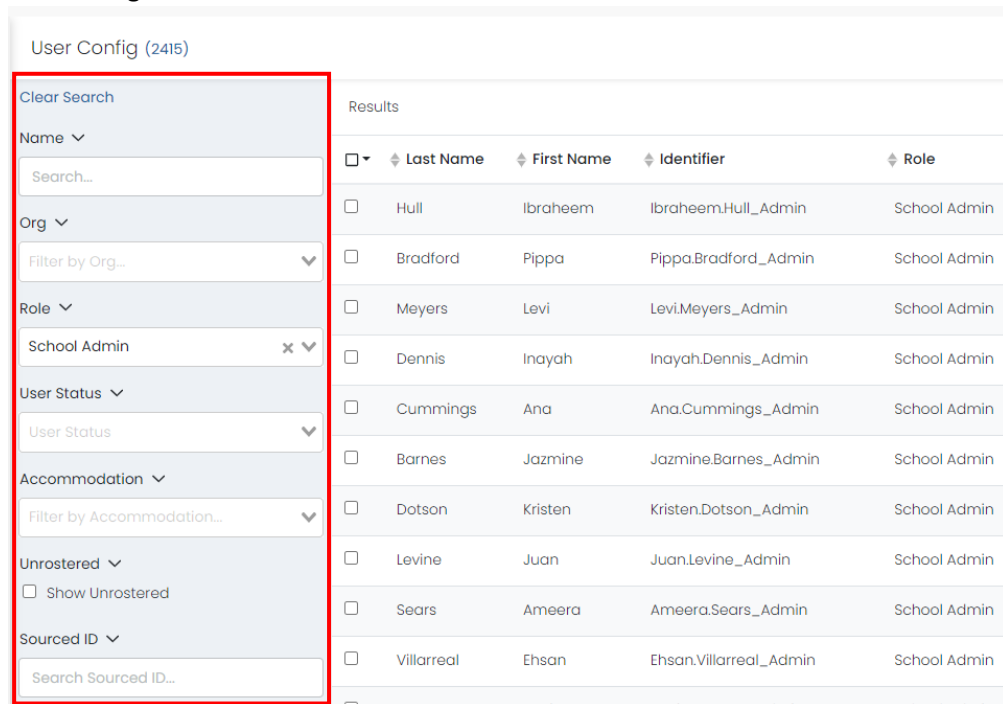 User Config (2415)
Clear Search
Name
Search...
Org
Filter by Org...
Role
School Admin
User Status
User Status
Accommodation
Filter by Accommodation...
Unrostered
Show Unrostered
Sourced ID
Search Sourced ID...
Results
Last Name First Name Identifier Role
Hull Ibraheem Ibraheem.Hull_Admin School Admin
Bradford Pippa Pippa.Bradford_Admin School Admin
Meyers Levi Levi.Meyers_Admin School Admin
Dennis Inayah Inayah.Dennis_Admin School Admin
Cummings Ana Ana.Cummings_Admin School Admin
Barnes Jazmine Jazmine.Barnes_Admin School Admin
Dotson Kristen Kristen.Dotson_Admin School Admin
Levine Juan Juan.Levine_Admin School Admin
Sears Ameera Ameera.Sears_Admin School Admin
Villarreal Ehsan Ehsan.Villarreal_Admin School Admin